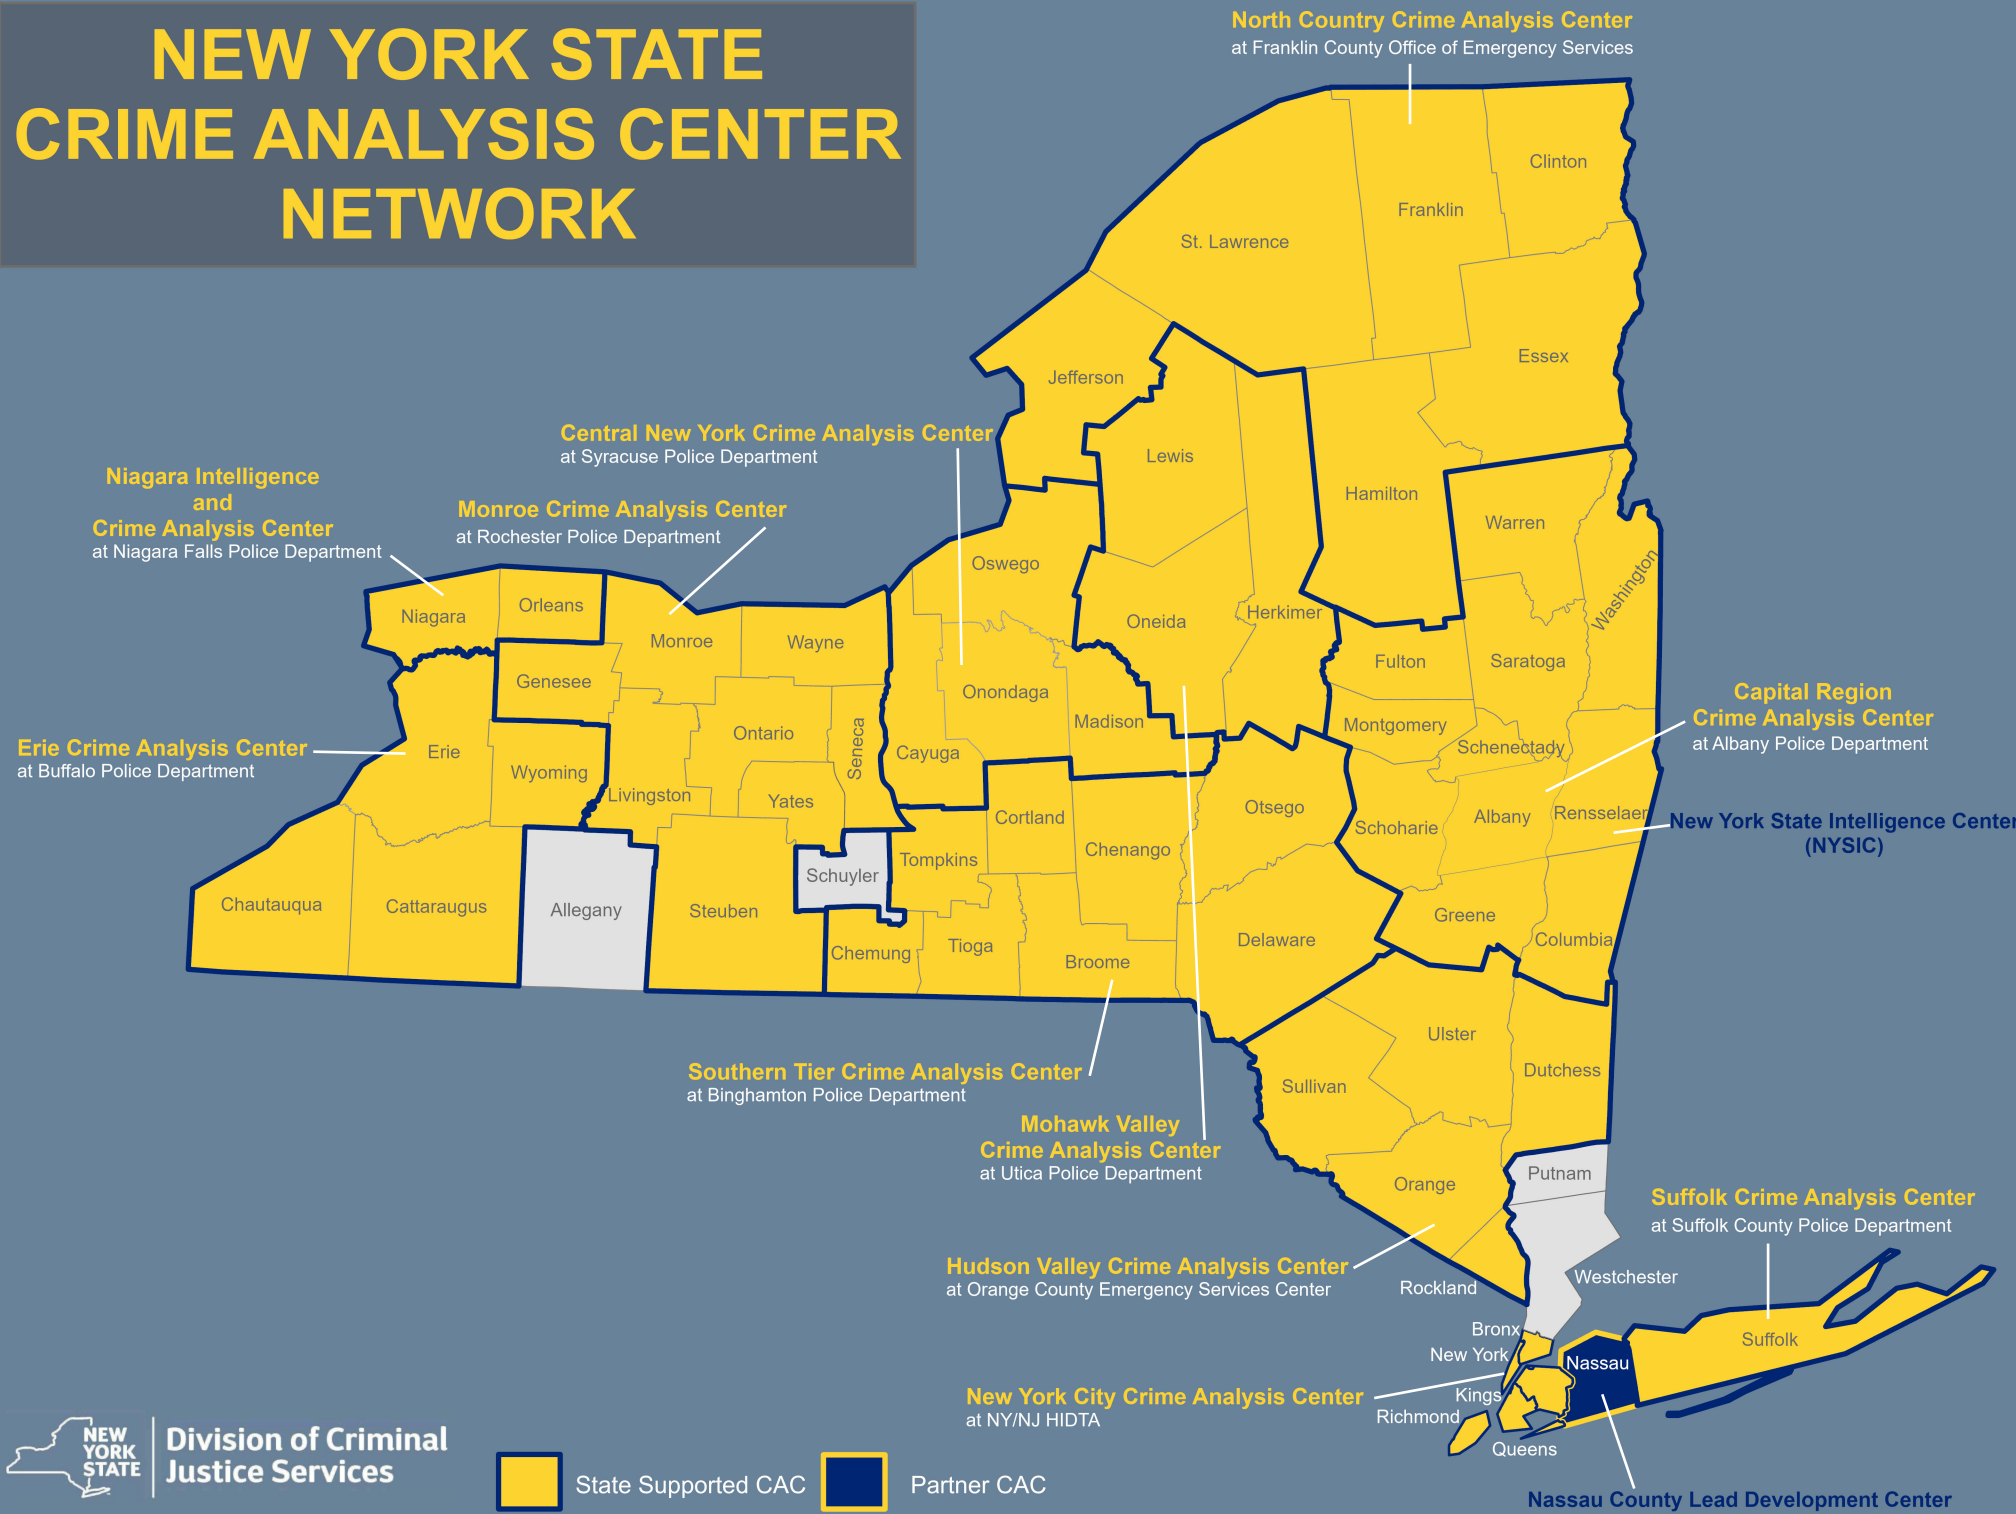 NEW YORK STATE
CRIME ANALYSIS CENTER
NETWORK
North Country Crime Analysis Center
at Franklin County Office of Emergency Services
Clinton
Franklin
St. Lawrence
Essex
Jefferson
Central New York Crime Analysis Center
at Syracuse Police Department
Lewis
Hamilton
Warren
Washington
Niagara Intelligence
and
Crime Analysis Center
at Niagara Falls Police Department
Monroe Crime Analysis Center
at Rochester Police Department
Oswego
Niagara
Orleans
Monroe
Wayne
Oneida
Herkimer
Fulton
Saratoga
Genesee
Onondaga
Madison
Montgomery
Schenectady
Capital Region
Crime Analysis Center
at Albany Police Department
Erie Crime Analysis Center
at Buffalo Police Department
Erie
Wyoming
Livingston
Ontario
Yates
Seneca
Cayuga
Cortland
Chenango
Otsego
Schoharie
Albany
Rensselaer
New York State Intelligence Center
(NYSIC)
Chautauqua
Cattaraugus
Allegany
Steuben
Schuyler
Tompkins
Chemung
Tioga
Broome
Delaware
Greene
Columbia
Southern Tier Crime Analysis Center
at Binghamton Police Department
Ulster
Dutchess
Sullivan
Mohawk Valley
Crime Analysis Center
at Utica Police Department
Orange
Putnam
Suffolk Crime Analysis Center
at Suffolk County Police Department
Hudson Valley Crime Analysis Center
at Orange County Emergency Services Center
Rockland
Westchester
Bronx
New York
Nassau
Suffolk
New York City Crime Analysis Center
at NY/NJ HIDTA
Kings
Richmond
Queens
NEW
YORK
STATE
Division of Criminal
Justice Services
State Supported CAC
Partner CAC
Nassau County Lead Development Center